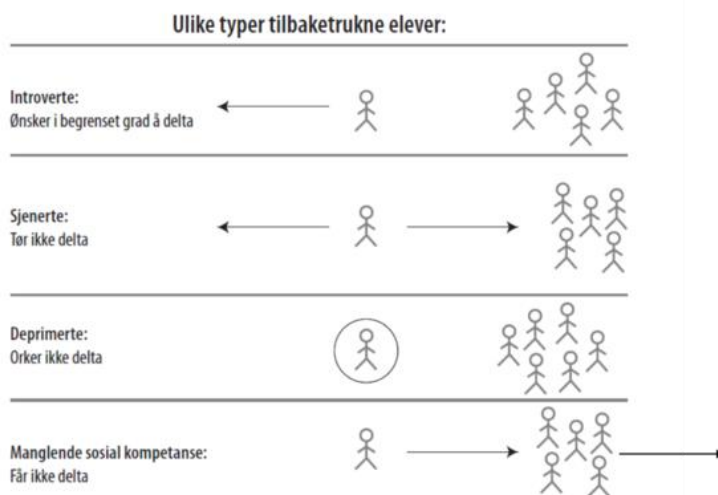 Ulike typer tilbaketrukne elever:
Introverte:
Ønsker i begrenset grad å delta
Sjenerte:
Tør ikke delta
Deprimerte:
Orker ikke delta
Manglende sosial kompetanse:
Får ikke delta